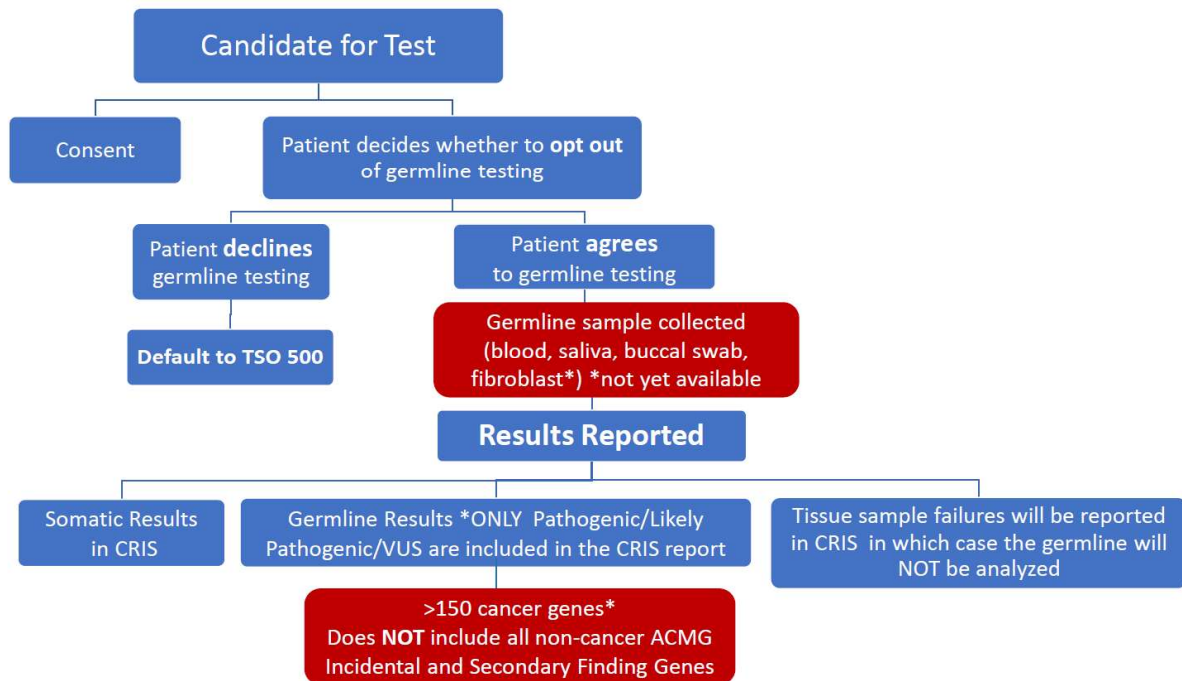 Candidate for Test
Consent
Patient decides whether to opt out
of germline testing
Patient declines
germline testing
Patient agrees
to germline testing
Default to TSO 500
Germline sample collected
(blood, saliva, buccal swab,
fibroblast*) *not yet available
Results Reported
Somatic Results
in CRIS
Germline Results *ONLY Pathogenic/Likely
Pathogenic/VUS are included in the CRIS report
Tissue sample failures will be reported
in CRIS in which case the germline will
NOT be analyzed
>150 cancer genes*
Does NOT include all non-cancer ACMG
Incidental and Secondary Finding Genes